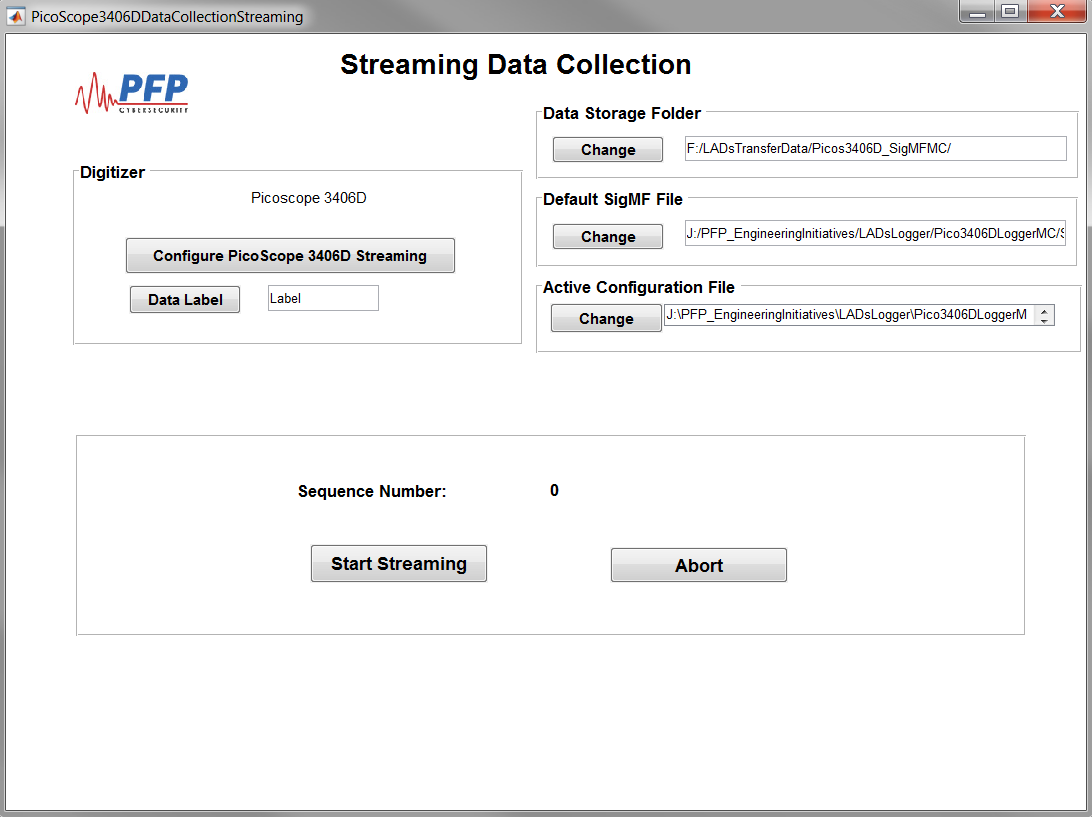 PicoScope3406DDataCollectionStreaming
Streaming Data Collection
PFP
CYBERSECURITY
Data Storage Folder
Change
F:/LADsTransferData/Picos3406D_SigMFMC/
Digitizer
Picoscope 3406D
Configure PicoScope 3406D Streaming
Data Label
Label
Default SigMF File
Change
J:/PFP_EngineeringInitiatives/LADsLogger/Pico3406DLoggerMC/S
Active Configuration File
Change
J:\PFP_EngineeringInitiatives\LADsLogger\Pico3406DLoggerM
Sequence Number:
0
Start Streaming
Abort